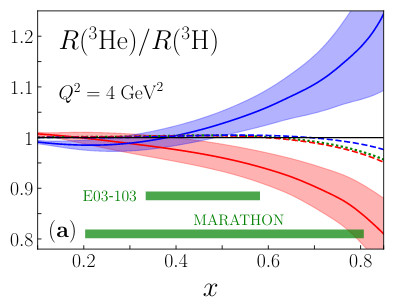 R(³He)/R(³H)
Q² = 4 GeV²
1.2
1.1
1
0.9
0.8
E03-103
MARATHON
(a)
0.2
0.4
0.6
0.8
x